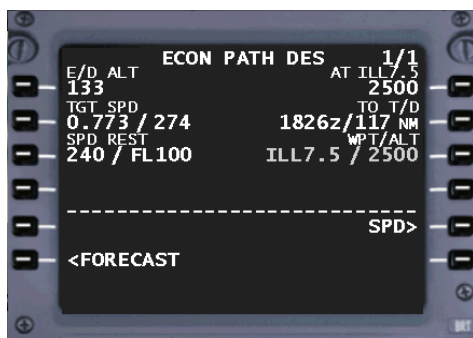 ECON PATH DES 1/1
E/D ALT AT ILL7.5
133 2500
TGT SPD TO T/D
0.773 / 274 1826z/117 NM
SPD REST WPT/ALT
240 / FL100 ILL7.5 / 2500
------------------------------
SPD>
<FORECAST
BRT